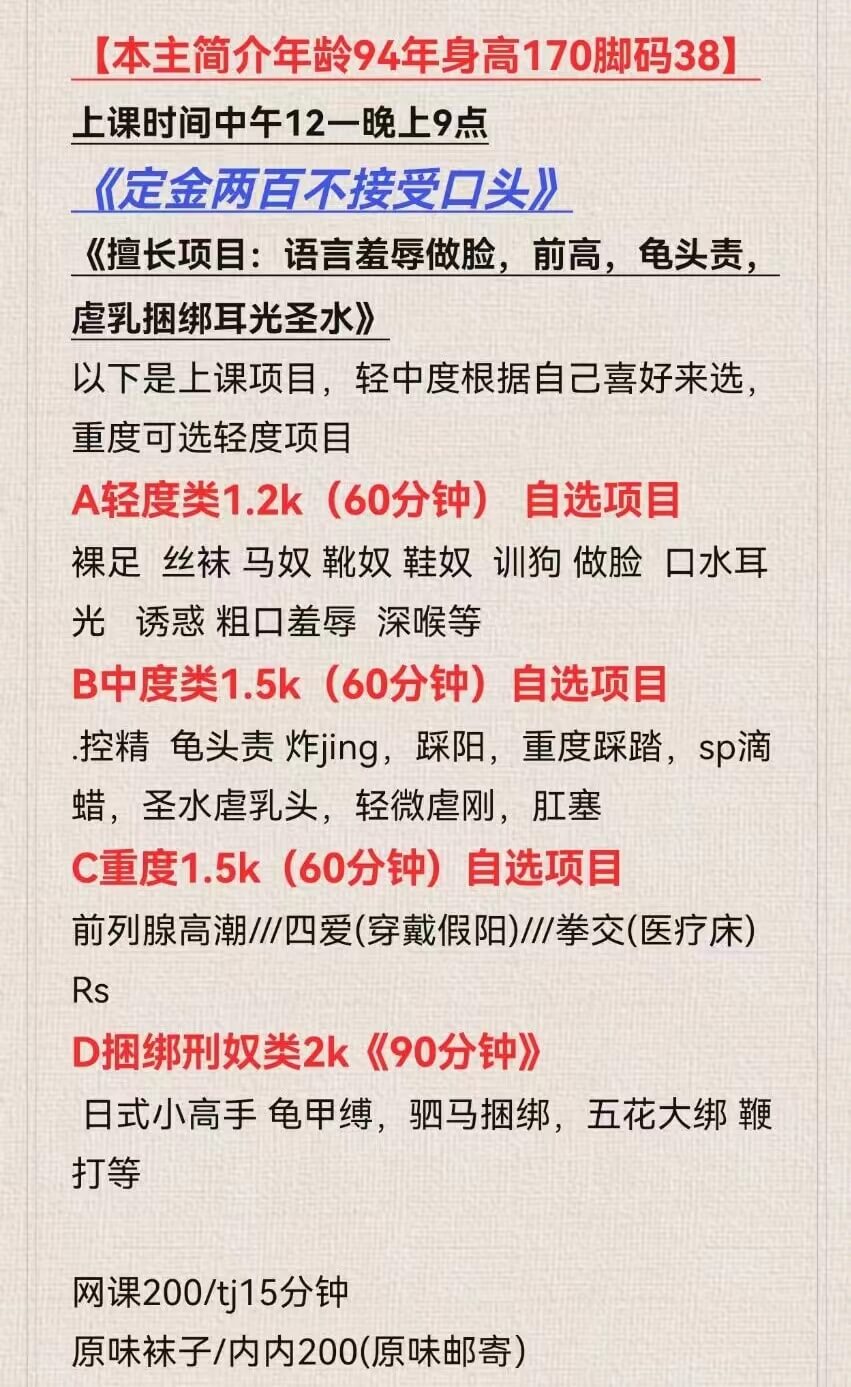 【本主简介年龄94年身高170脚码38】
上课时间中午12一晚上9点
《定金两百不接受口头》
《擅长项目：语言羞辱做脸，前高，龟头责，
虐乳捆绑耳光圣水》
以下是上课项目，轻中度根据自己喜好来选，
重度可选轻度项目
A轻度类1.2k（60分钟） 自选项目
裸足 丝袜 马奴 靴奴 鞋奴 训狗 做脸 口水耳
光 诱惑 粗口羞辱 深喉等
B中度类1.5k（60分钟）自选项目
.控精 龟头责 炸jing，踩阳，重度踩踏，sp滴
蜡，圣水虐乳头，轻微虐刚，肛塞
C重度1.5k（60分钟）自选项目
前列腺高潮///四爱(穿戴假阳)///拳交(医疗床)
Rs
D捆绑刑奴类2k《90分钟》
日式小高手 龟甲缚，驷马捆绑，五花大绑 鞭
打等
网课200/tj15分钟
原味袜子/内内200(原味邮寄)